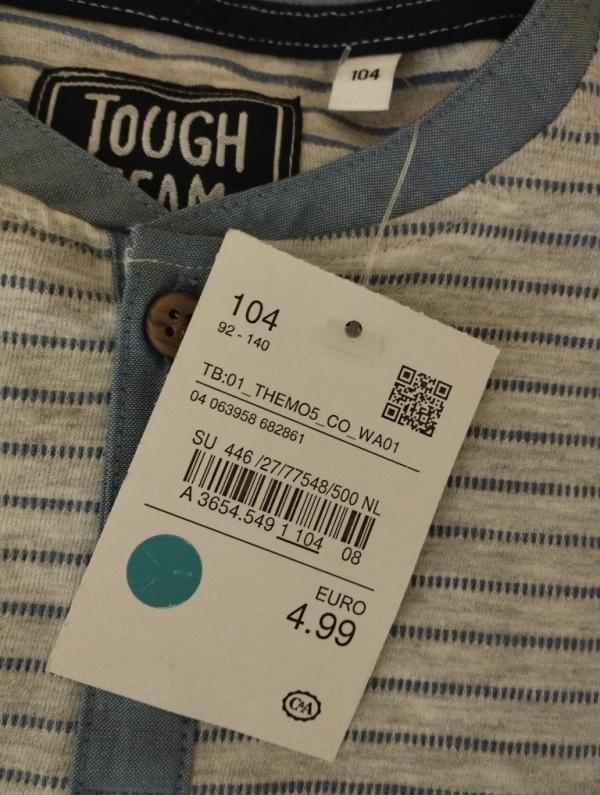 104
TOUGH
104
92 - 140
TB:01_THEMO5_CO_WA01
04 063958 682861
SU 446 /27/77548/500 NL
A 3654.549 1 104 08
EURO
4.99
C&A